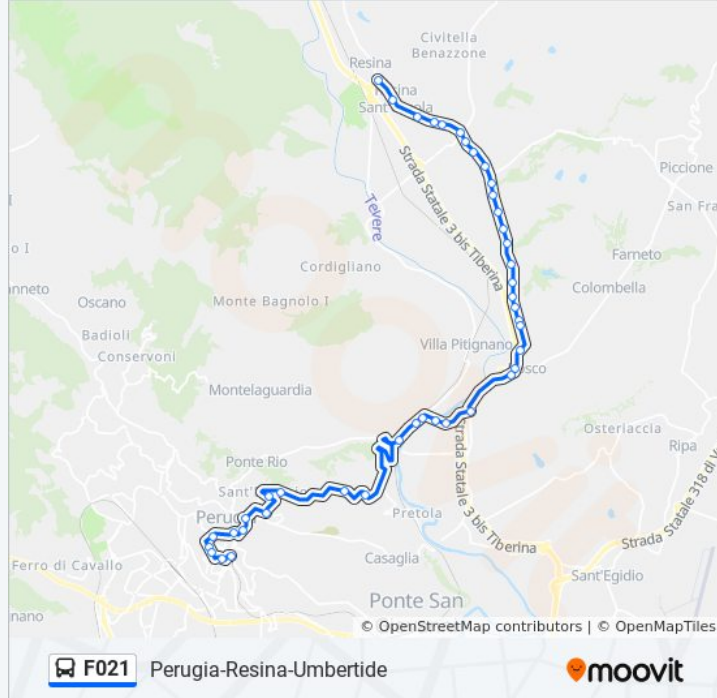 Civitella
Benazzone
Resina
Strada Statale 3 bis Tiberina
Piccione
San Fra
Tevere
Farneto
Cordigliano
Colombella
anneto
Oscano
Monte Bagnolo I
Badioli
Conservoni
Villa Pitignano
Montelaguardia
Osteriaccia
Ponte Rio
Ripa
Strada Statale 3 bis Tiberina
Strada Statale 318 di V
Pretola
Casaglia
Ferro di Cavallo
Sant'Egidio
gnano
Ponte San
© OpenStreetMap contributors | © OpenMapTiles
F021 Perugia-Resina-Umbertide
moovit